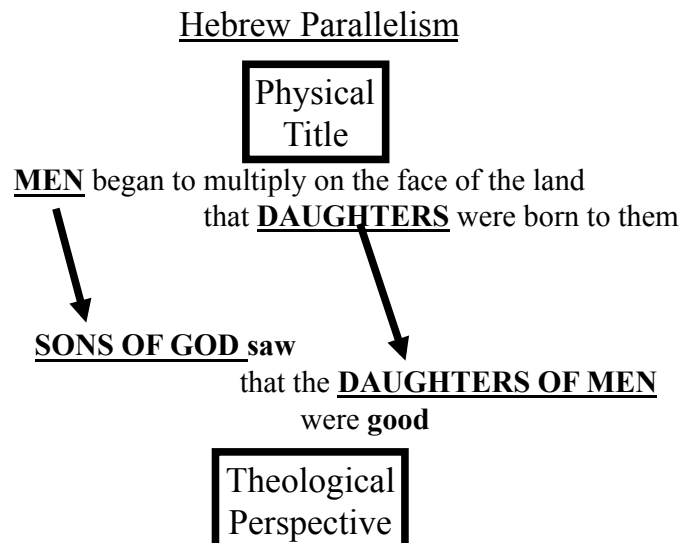 Hebrew Parallelism
Physical
Title
MEN began to multiply on the face of the land
that DAUGHTERS were born to them
SONS OF GOD saw
that the DAUGHTERS OF MEN
were good
Theological
Perspective